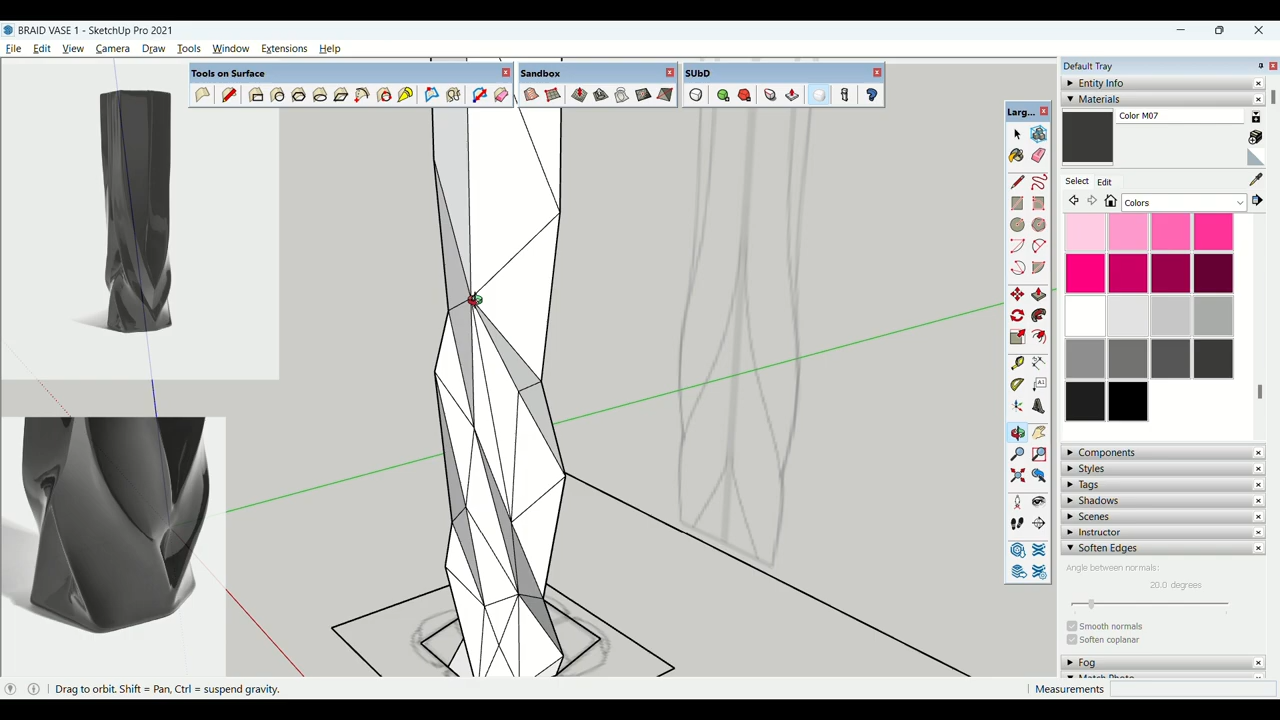 BRAID VASE 1 - SketchUp Pro 2021
File Edit View Camera Draw Tools Window Extensions Help
Tools on Surface
Sandbox
SUbD
Larg...
A1
Default Tray
Entity Info
Materials
Color M07
Select Edit
Colors
Components
Styles
Tags
Shadows
Scenes
Instructor
Soften Edges
Angle between normals:
20.0 degrees
Smooth normals
Soften coplanar
Fog
Match Photo
Drag to orbit. Shift = Pan, Ctrl = suspend gravity.
Measurements